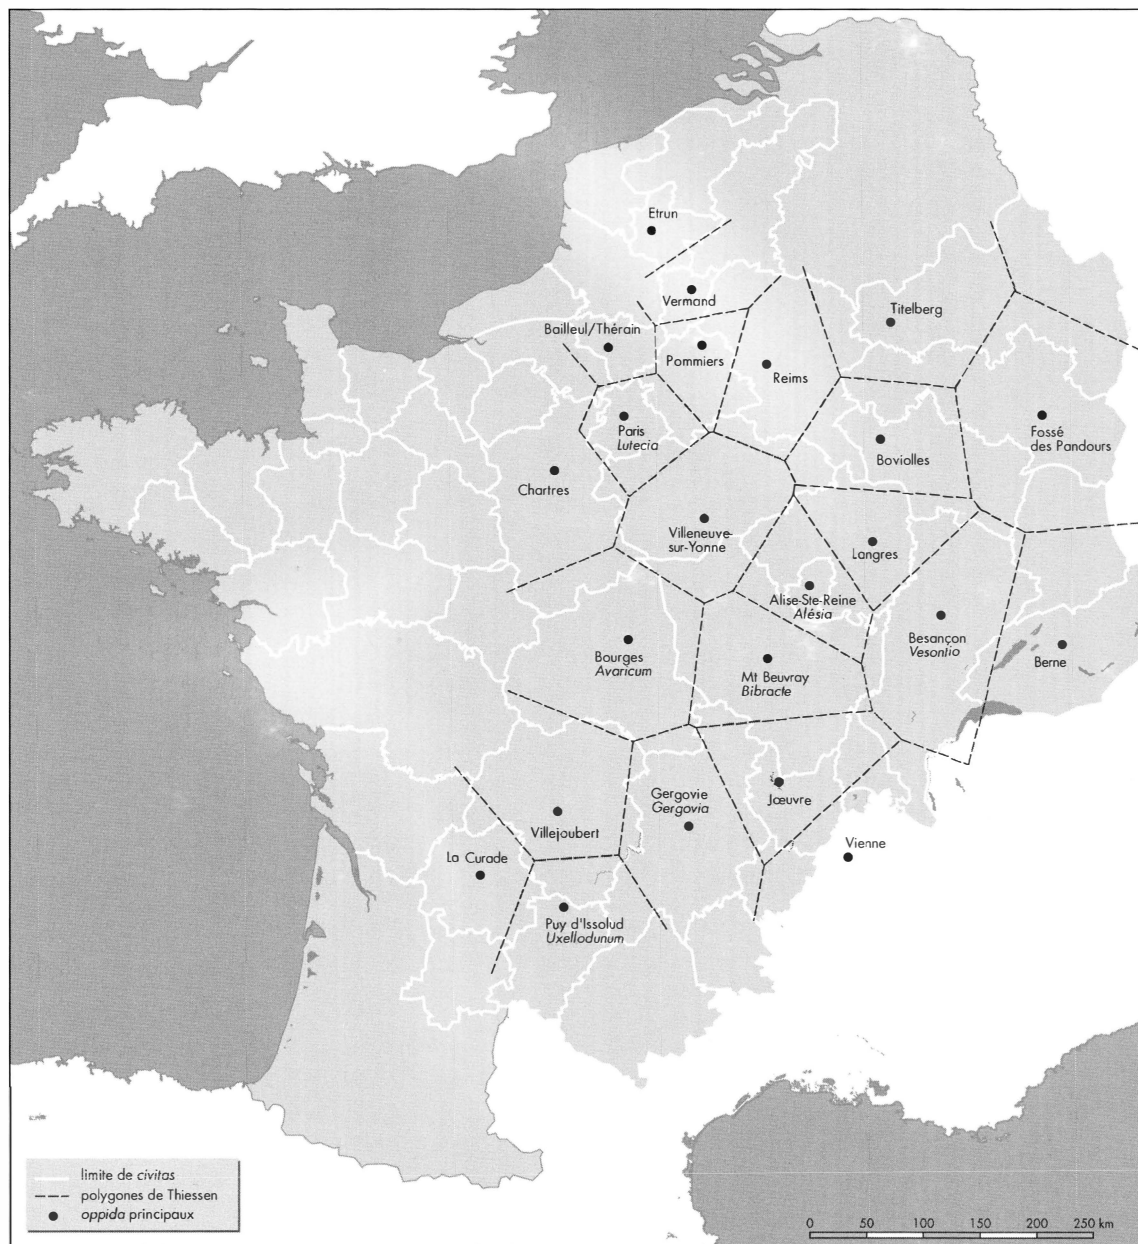 Etrun
Vermand
Titelberg
Bailleul/Thérain
Pommiers
Reims
Paris
Lutecia
Fossé
des Pandours
Boviolles
Chartres
Villeneuve-
sur-Yonne
Langres
Alise-Ste-Reine
Alésia
Besançon
Vesontio
Berne
Bourges
Avaricum
Mt Beuvray
Bibracte
Gergovie
Gergovia
Jœuvre
Villejoubert
Vienne
La Curade
Puy d'Issolud
Uxellodunum
limite de civitas
polygones de Thiessen
oppida principaux
0 50 100 150 200 250 km